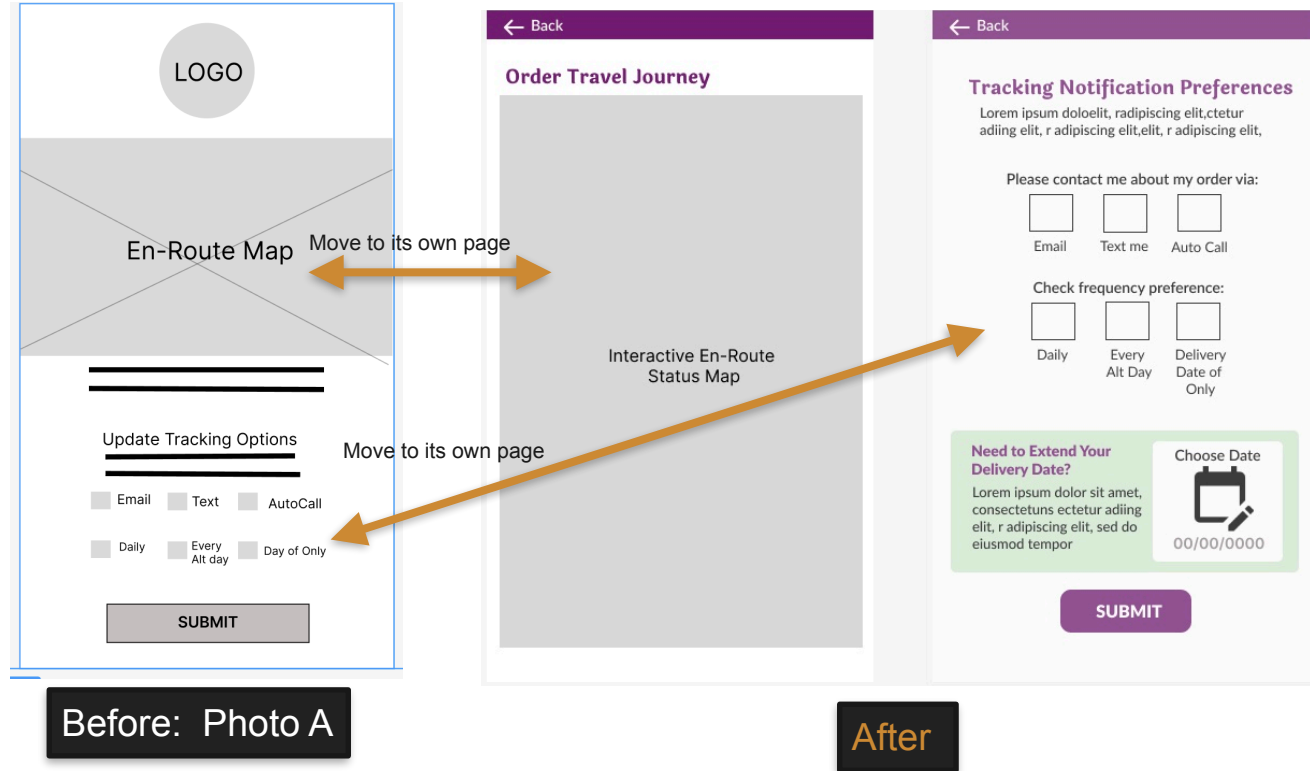 LOGO
En-Route Map
Update Tracking Options
Email
Text
AutoCall
Daily
Every
Alt day
Day of Only
SUBMIT
Before: Photo A
Move to its own page
Move to its own page
← Back
Order Travel Journey
Interactive En-Route
Status Map
← Back
Tracking Notification Preferences
Lorem ipsum doloelit, radipiscing elit,ctetur
adiing elit, r adipiscing elit,elit, r adipiscing elit,
Please contact me about my order via:
Email
Text me
Auto Call
Check frequency preference:
Daily
Every
Alt Day
Delivery
Date of
Only
Need to Extend Your
Delivery Date?
Lorem ipsum dolor sit amet,
consectetuns ectetur adiing
elit, r adipiscing elit, sed do
eiusmod tempor
Choose Date
00/00/0000
SUBMIT
After